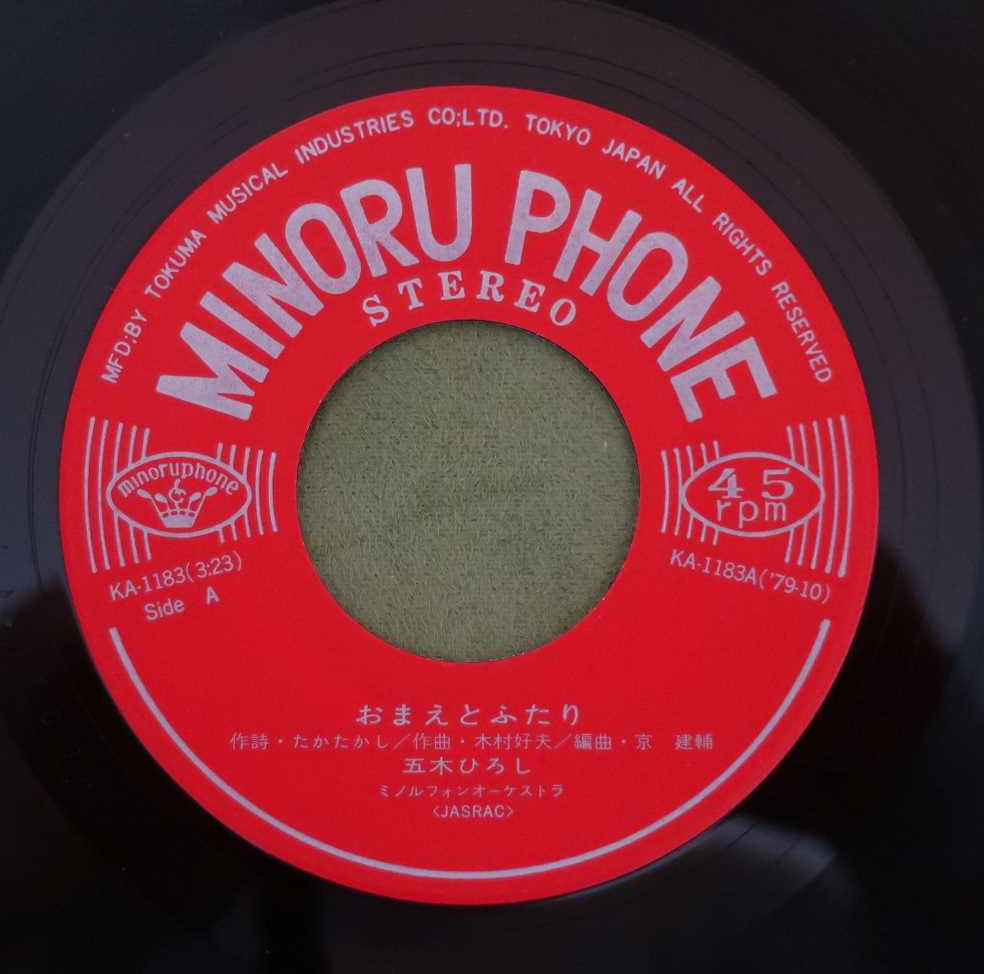 MFD:BY TOKUMA MUSICAL INDUSTRIES CO;LTD. TOKYO JAPAN ALL RIGHTS RESERVED
MINORU PHONE
STEREO
minoruphone
45
rpm
KA-1183(3:23)
Side A
KA-1183A('79-10)
おまえとふたり
作詩・たかたかし／作曲・木村好夫／編曲・京　建輔
五木ひろし
ミノルフォンオーケストラ
〈JASRAC〉